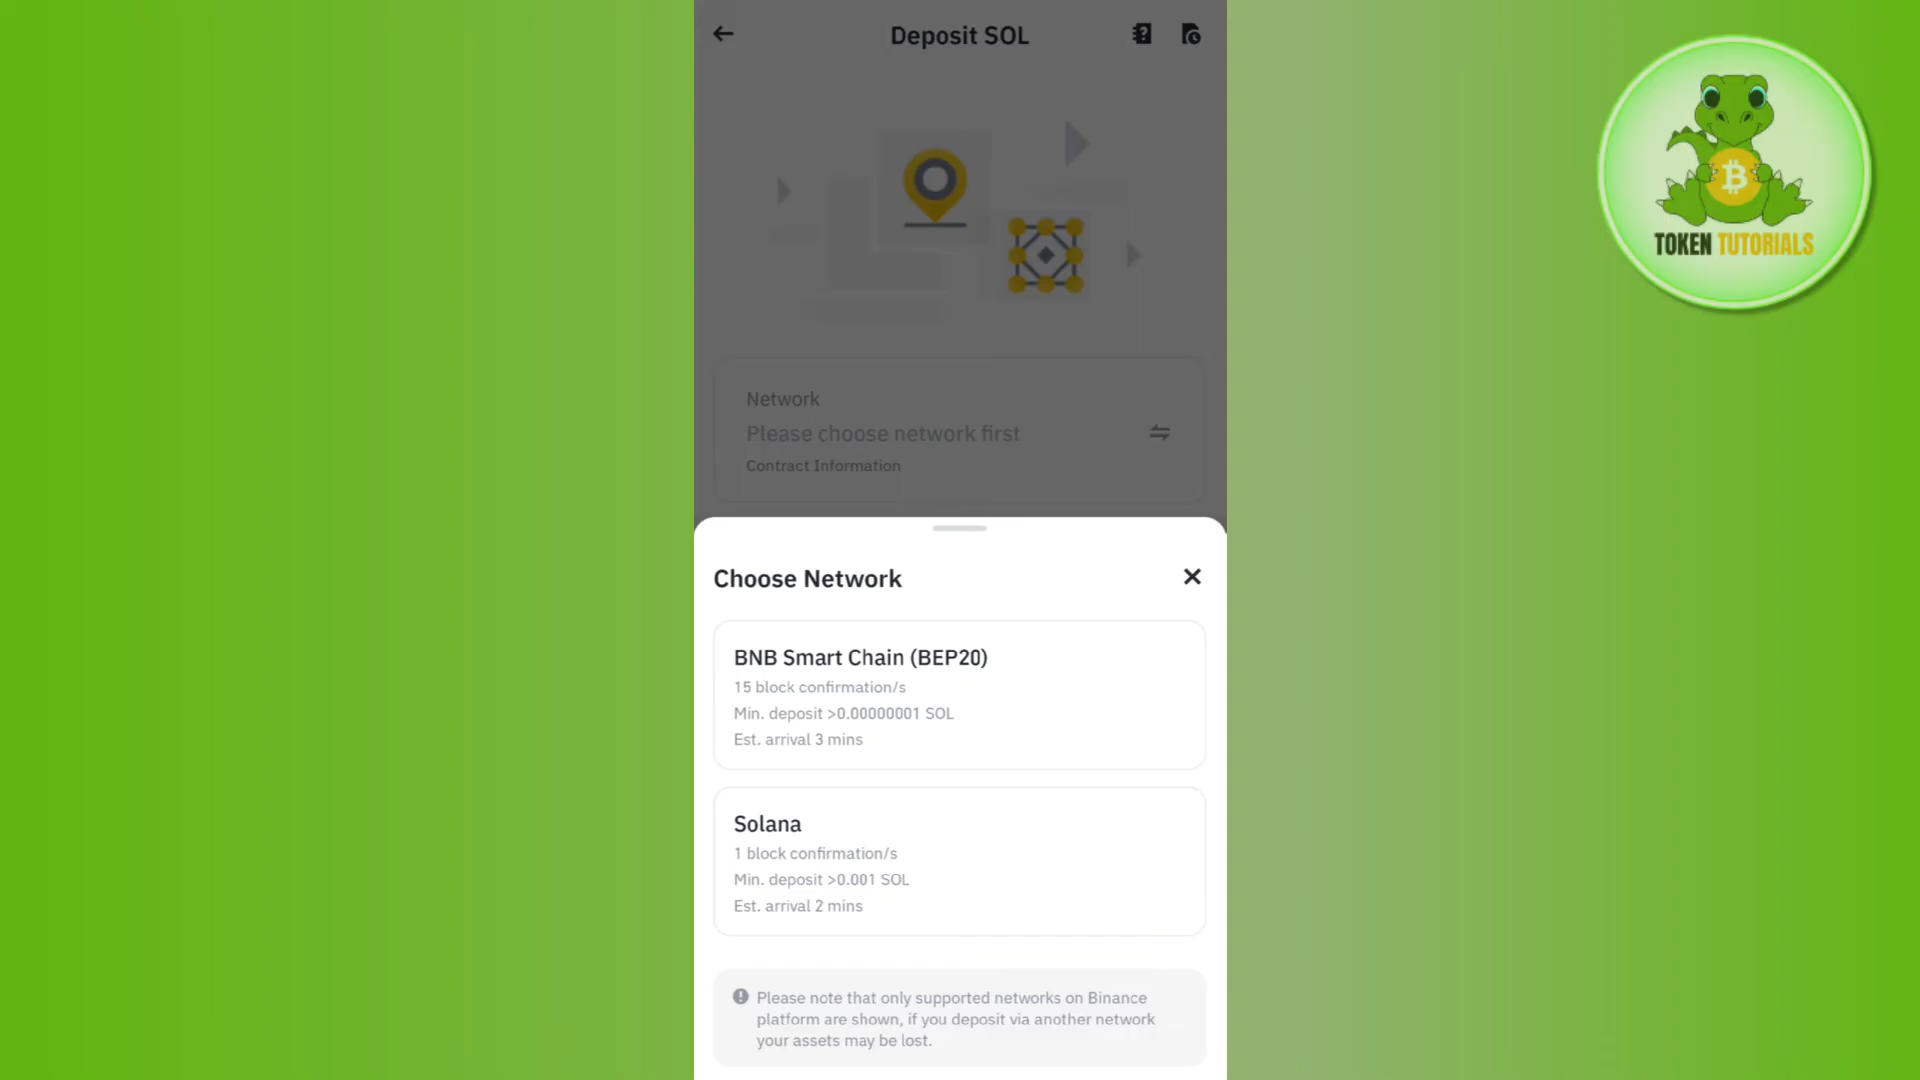 Deposit SOL
TOKEN TUTORIALS
Network
Please choose network first
Contract Information
Choose Network
BNB Smart Chain (BEP20)
15 block confirmation/s
Min. deposit >0.00000001 SOL
Est. arrival 3 mins
Solana
1 block confirmation/s
Min. deposit >0.001 SOL
Est. arrival 2 mins
Please note that only supported networks on Binance
platform are shown, if you deposit via another network
your assets may be lost.